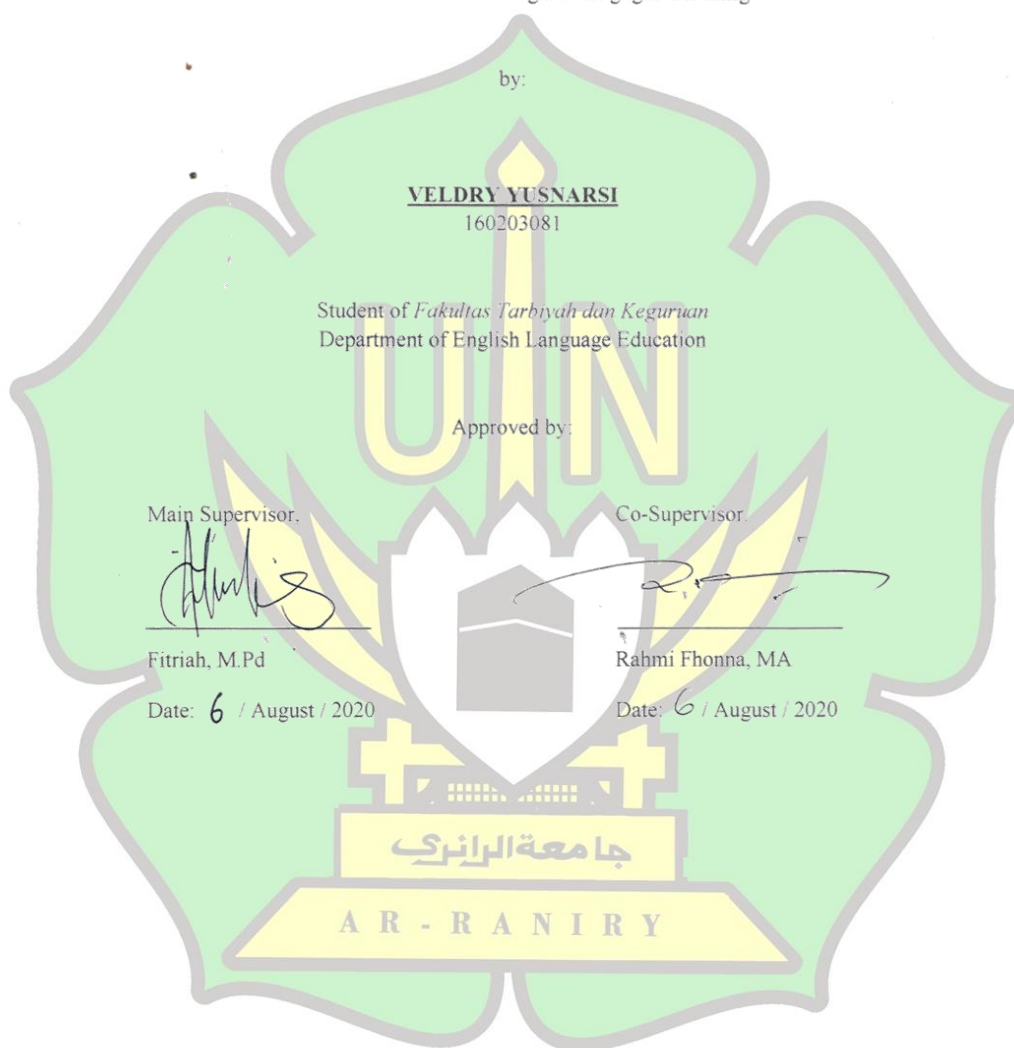 by:
VELDRY YUSNARSI
160203081
Student of Fakultas Tarbiyah dan Keguruan
Department of English Language Education
UIN
Approved by:
Main Supervisor, Co-Supervisor,
Fitriah, M.Pd Rahmi Fhonna, MA
Date: 6 / August / 2020 Date: 6 / August / 2020
جامعة الرانري
AR-RANIRY